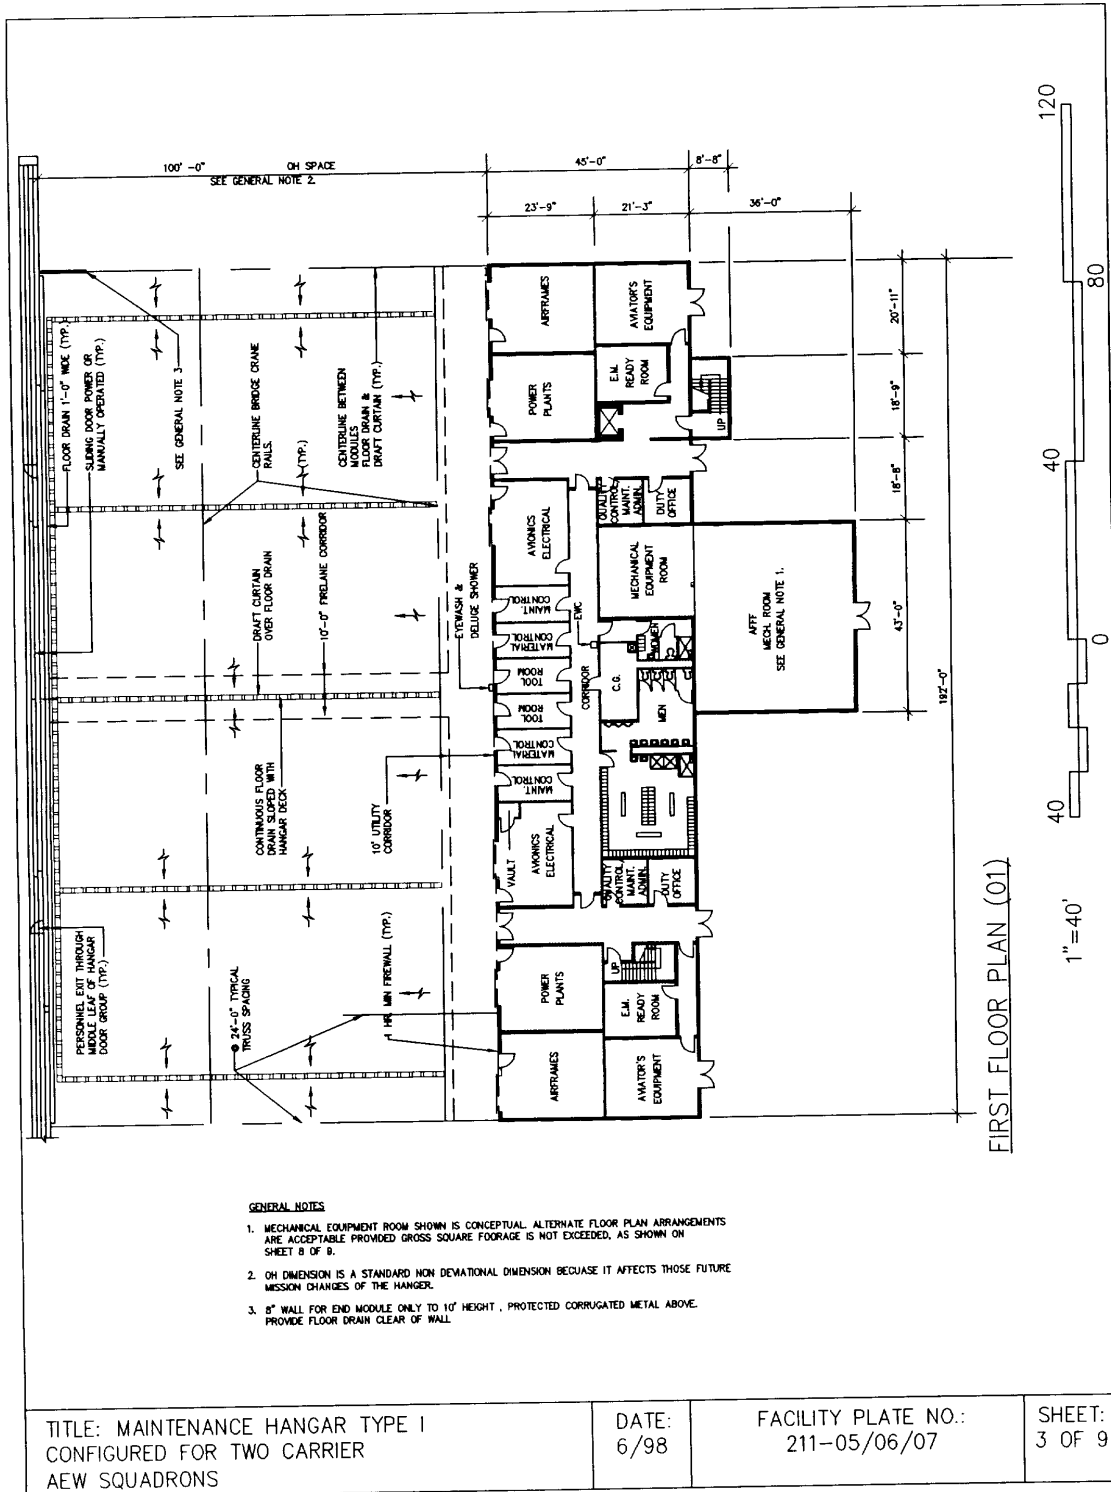 100' -0"
OH SPACE
SEE GENERAL NOTE 2.
45'-0"
8'-8"
23'-9"
21'-3"
36'-0"
20'-11"
18'-9"
18'-8"
43'-0"
192'-0"
FLOOR DRAIN 1'-0" WIDE (TYP.)
SLIDING DOOR POWER OR
MANUALLY OPERATED (TYP.)
SEE GENERAL NOTE 3
CENTERLINE BRIDGE CRANE
RAILS.
(TYP.)
CENTERLINE BETWEEN
MODULES
FLOOR DRAIN &
DRAFT CURTAIN (TYP.)
DRAFT CURTAIN
OVER FLOOR DRAIN
10'-0" FIRELANE CORRIDOR
EYEWASH &
DELUGE SHOWER
CONTINUOUS FLOOR
DRAIN SLOPED WITH
HANGAR DECK
10' UTILITY
CORRIDOR
PERSONNEL EXIT THROUGH
MIDDLE LEAF OF HANGAR
DOOR GROUP (TYP.)
@ 24'-0" TYPICAL
TRUSS SPACING
1 HR. MIN FIREWALL (TYP.)
AIRFRAMES
AVIATOR'S
EQUIPMENT
POWER
PLANTS
E.M.
READY
ROOM
UP
AVIONICS
ELECTRICAL
QUALITY
CONTROL/
MAINT.
ADMIN.
DUTY
OFFICE
MAINT.
CONTROL
MATERIAL
CONTROL
TOOL
ROOM
TOOL
ROOM
MATERIAL
CONTROL
MAINT.
CONTROL
EWC
CORRIDOR
MECHANICAL
EQUIPMENT
ROOM
WOMEN
C.G.
MEN
AFFF
MECH. ROOM
SEE GENERAL NOTE 1.
VAULT
AVIONICS
ELECTRICAL
QUALITY
CONTROL/
MAINT.
ADMIN.
DUTY
OFFICE
POWER
PLANTS
UP
E.M.
READY
ROOM
AIRFRAMES
AVIATOR'S
EQUIPMENT
FIRST FLOOR PLAN (01)
1"=40'
40
0
40
80
120
GENERAL NOTES
1. MECHANICAL EQUIPMENT ROOM SHOWN IS CONCEPTUAL. ALTERNATE FLOOR PLAN ARRANGEMENTS
ARE ACCEPTABLE PROVIDED GROSS SQUARE FOORAGE IS NOT EXCEEDED, AS SHOWN ON
SHEET 8 OF 9.
2. OH DIMENSION IS A STANDARD NON DEVIATIONAL DIMENSION BECUASE IT AFFECTS THOSE FUTURE
MISSION CHANGES OF THE HANGER.
3. 8" WALL FOR END MODULE ONLY TO 10' HEIGHT , PROTECTED CORRUGATED METAL ABOVE.
PROVIDE FLOOR DRAIN CLEAR OF WALL
TITLE: MAINTENANCE HANGAR TYPE I
CONFIGURED FOR TWO CARRIER
AEW SQUADRONS
DATE:
6/98
FACILITY PLATE NO.:
211-05/06/07
SHEET:
3 OF 9